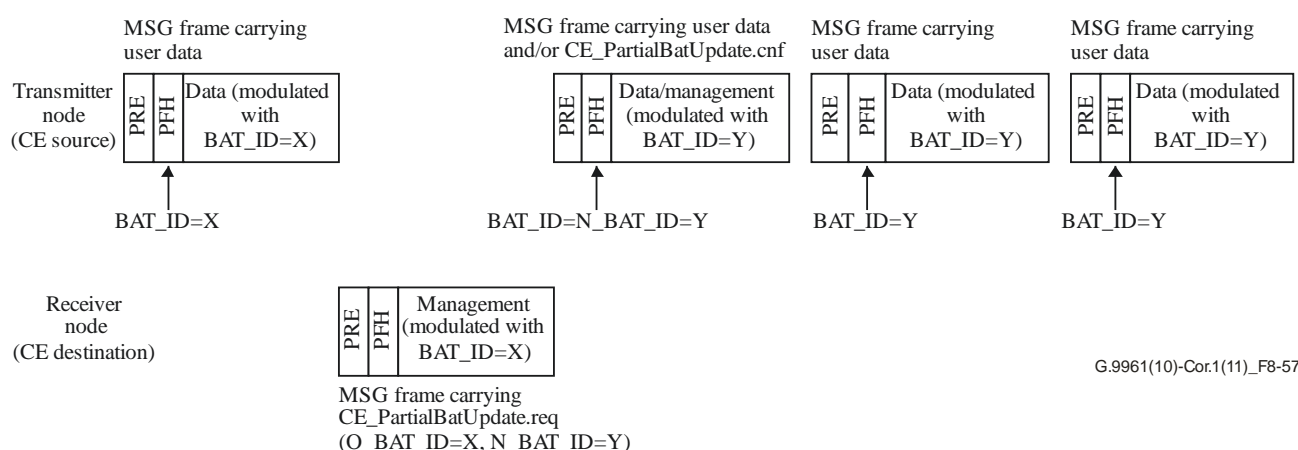 MSG frame carrying
user data
MSG frame carrying user data
and/or CE_PartialBatUpdate.cnf
MSG frame carrying
user data
MSG frame carrying
user data
Transmitter
node
(CE source)
PRE
PFH
Data (modulated
with
BAT_ID=X)
PRE
PFH
Data/management
(modulated with
BAT_ID=Y)
PRE
PFH
Data (modulated
with
BAT_ID=Y)
PRE
PFH
Data (modulated
with
BAT_ID=Y)
BAT_ID=X
BAT_ID=N_BAT_ID=Y
BAT_ID=Y
BAT_ID=Y
Receiver
node
(CE destination)
PRE
PFH
Management
(modulated with
BAT_ID=X)
G.9961(10)-Cor.1(11)_F8-57
MSG frame carrying
CE_PartialBatUpdate.req
(O_BAT_ID=X, N_BAT_ID=Y)